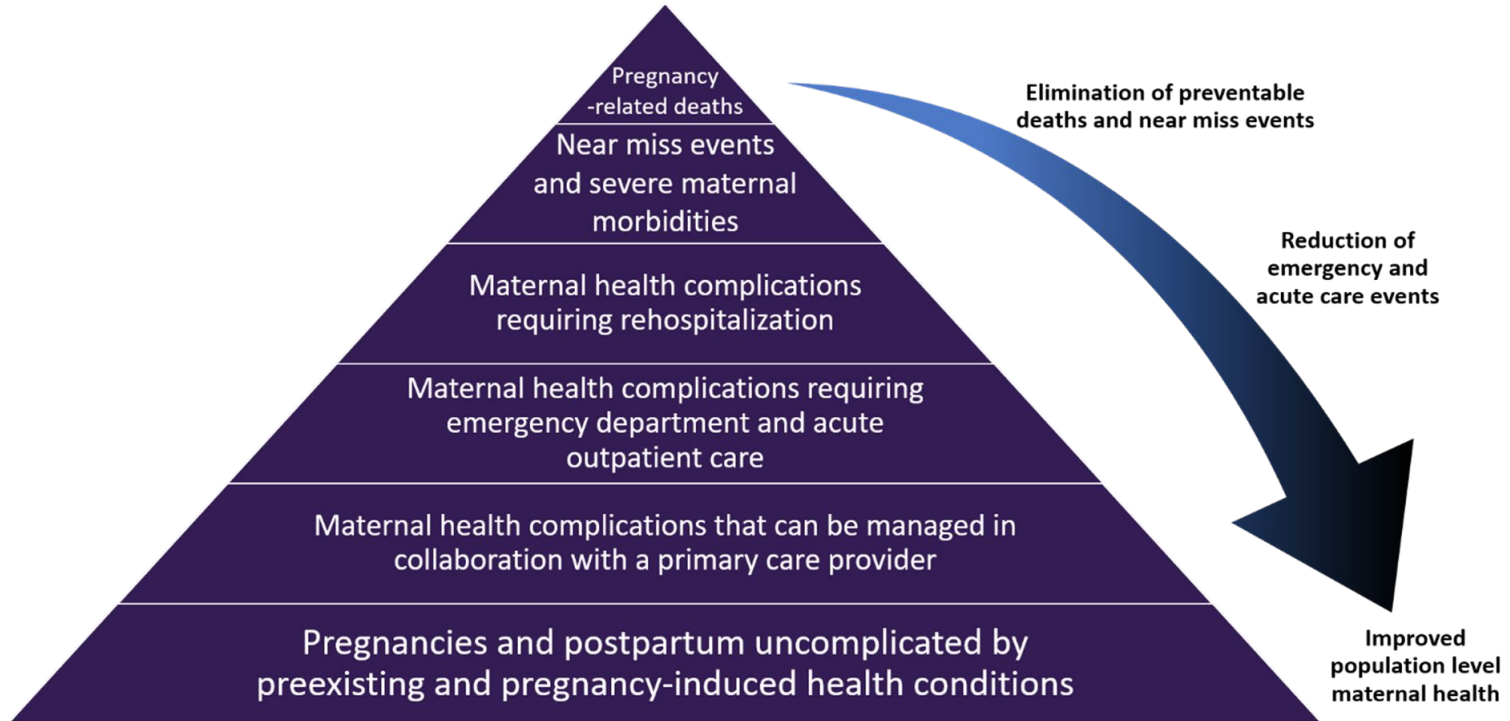 Pregnancy
-related deaths
Near miss events
and severe maternal
morbidities
Maternal health complications
requiring rehospitalization
Maternal health complications requiring
emergency department and acute
outpatient care
Maternal health complications that can be managed in
collaboration with a primary care provider
Pregnancies and postpartum uncomplicated by
preexisting and pregnancy-induced health conditions
Elimination of preventable
deaths and near miss events
Reduction of
emergency and
acute care events
Improved
population level
maternal health